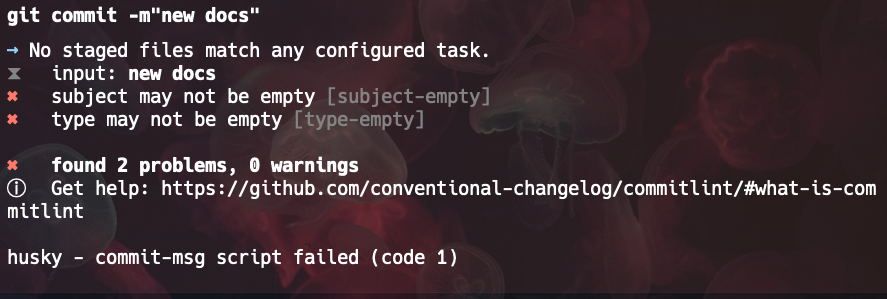 git commit -m"new docs"
→ No staged files match any configured task.
⧗   input: new docs
✖   subject may not be empty [subject-empty]
✖   type may not be empty [type-empty]
✖   found 2 problems, 0 warnings
ⓘ   Get help: https://github.com/conventional-changelog/commitlint/#what-is-com
mitlint
husky - commit-msg script failed (code 1)